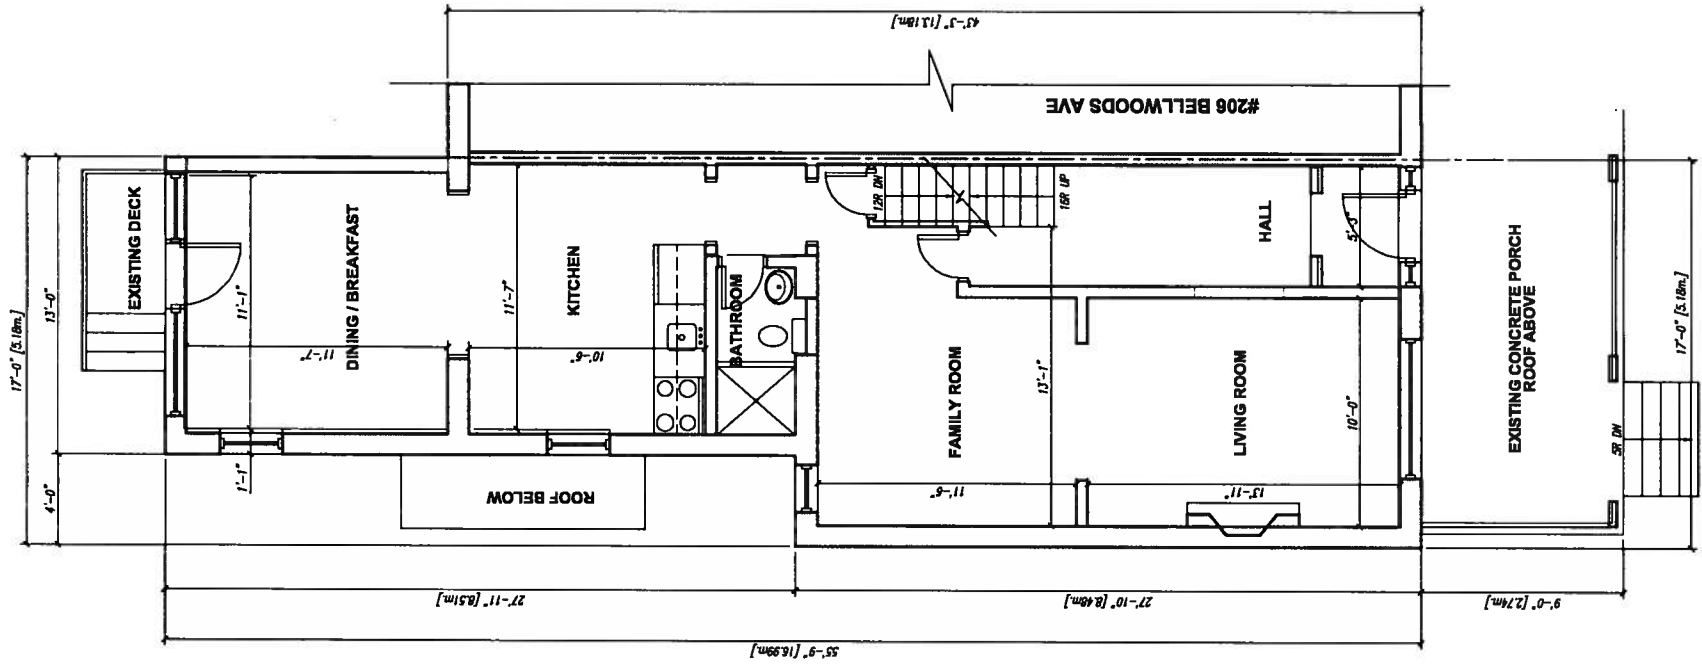 43'-3" [13.18m.]
#206 BELLWOODS AVE
17'-0" [5.18m.]
13'-0"
4'-0"
EXISTING DECK
11'-1"
11'-7"
DINING / BREAKFAST
1'-1"
KITCHEN
11'-7"
10'-6"
BATHROOM
ROOF BELOW
12R DN
16R UP
HALL
5'-3"
FAMILY ROOM
13'-1"
11'-6"
LIVING ROOM
10'-0"
13'-11"
EXISTING CONCRETE PORCH
ROOF ABOVE
5R DN
17'-0" [5.18m.]
27'-11" [8.51m.]
27'-10" [8.48m.]
9'-0" [2.74m.]
55'-9" [16.99m.]